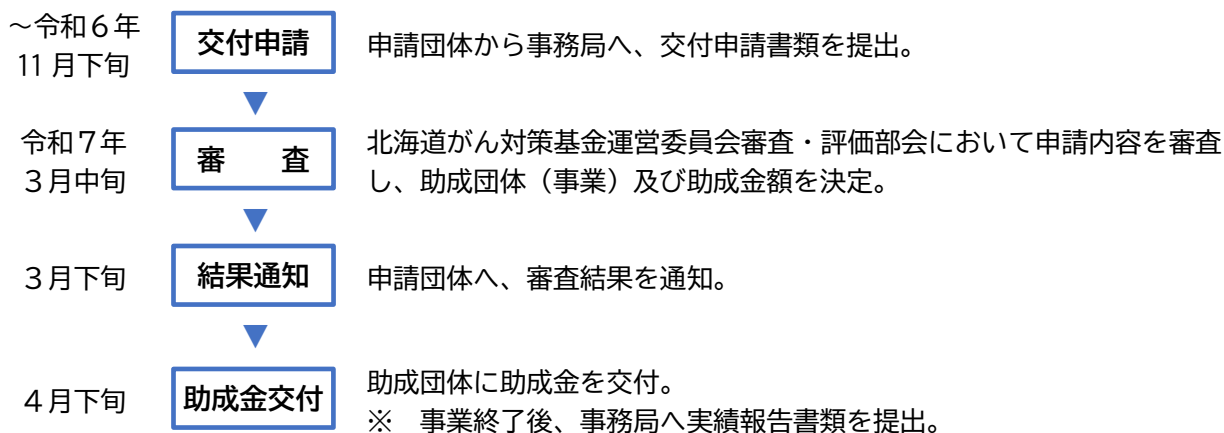 ～令和６年
11 月下旬
交付申請
申請団体から事務局へ、交付申請書類を提出。
令和７年
３月中旬
審　　査
北海道がん対策基金運営委員会審査・評価部会において申請内容を審査
し、助成団体（事業）及び助成金額を決定。
３月下旬
結果通知
申請団体へ、審査結果を通知。
４月下旬
助成金交付
助成団体に助成金を交付。
※　事業終了後、事務局へ実績報告書類を提出。